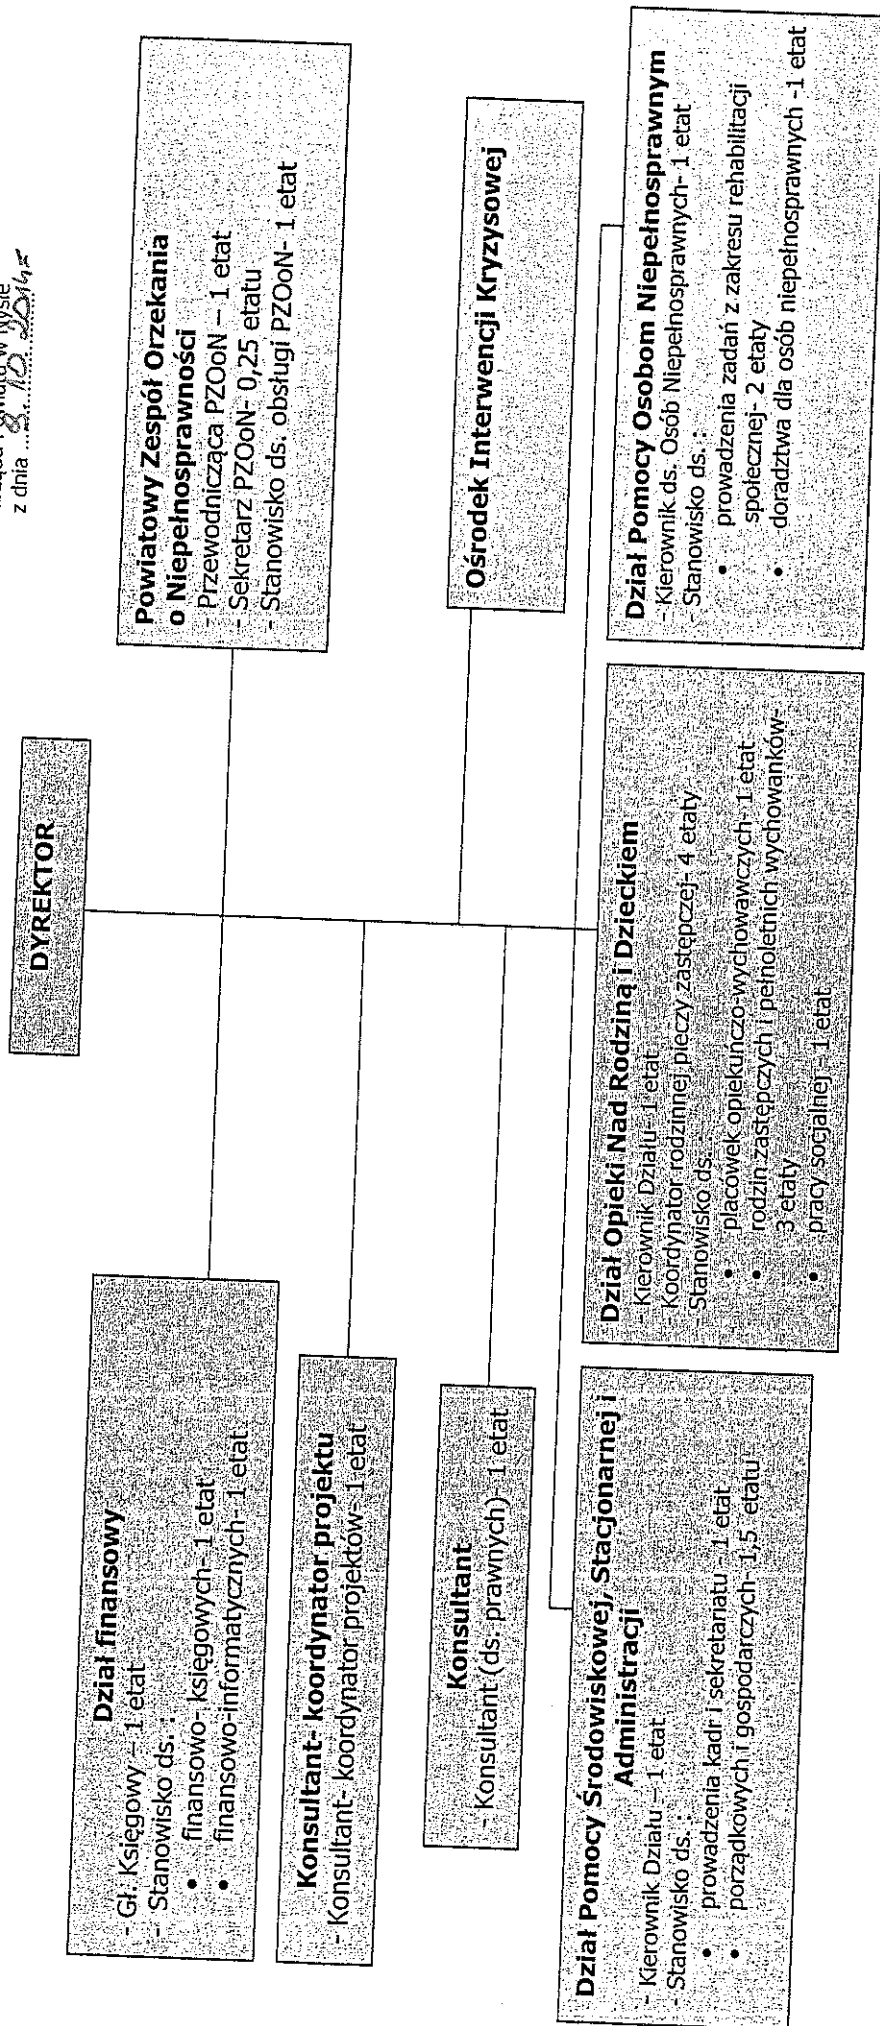 Powiatu w Nysie
z dnia ...8.10.2014r
DYREKTOR
Dział finansowy
- Gł. Księgowy – 1 etat
- Stanowisko ds. :
• finansowo- księgowych- 1 etat
• finansowo-informatycznych- 1 etat
Powiatowy Zespół Orzekania
o Niepełnosprawności
- Przewodnicząca PZOoN – 1 etat
- Sekretarz PZOoN- 0,25 etatu
- Stanowisko ds. obsługi PZOoN- 1 etat
Konsultant- koordynator projektu
- Konsultant- koordynator projektów- 1 etat
Ośrodek Interwencji Kryzysowej
Konsultant
- Konsultant (ds. prawnych)- 1 etat
Dział Pomocy Środowiskowej, Stacjonarnej i
Administracji
- Kierownik Działu – 1 etat
- Stanowisko ds. :
• prowadzenia kadr i sekretariatu – 1 etat
• porządkowych i gospodarczych- 1,5 etatu
Dział Opieki Nad Rodziną i Dzieckiem
- Kierownik Działu- 1 etat
- Koordynator rodzinnej pieczy zastępczej- 4 etaty
- Stanowisko ds. :
• placówek opiekuńczo-wychowawczych- 1 etat
• rodzin zastępczych i pełnoletnich wychowanków-
3 etaty
• pracy socjalnej – 1 etat
Dział Pomocy Osobom Niepełnosprawnym
- Kierownik ds. Osób Niepełnosprawnych- 1 etat
- Stanowisko ds. :
• prowadzenia zadań z zakresu rehabilitacji
społecznej- 2 etaty
• doradztwa dla osób niepełnosprawnych -1 etat